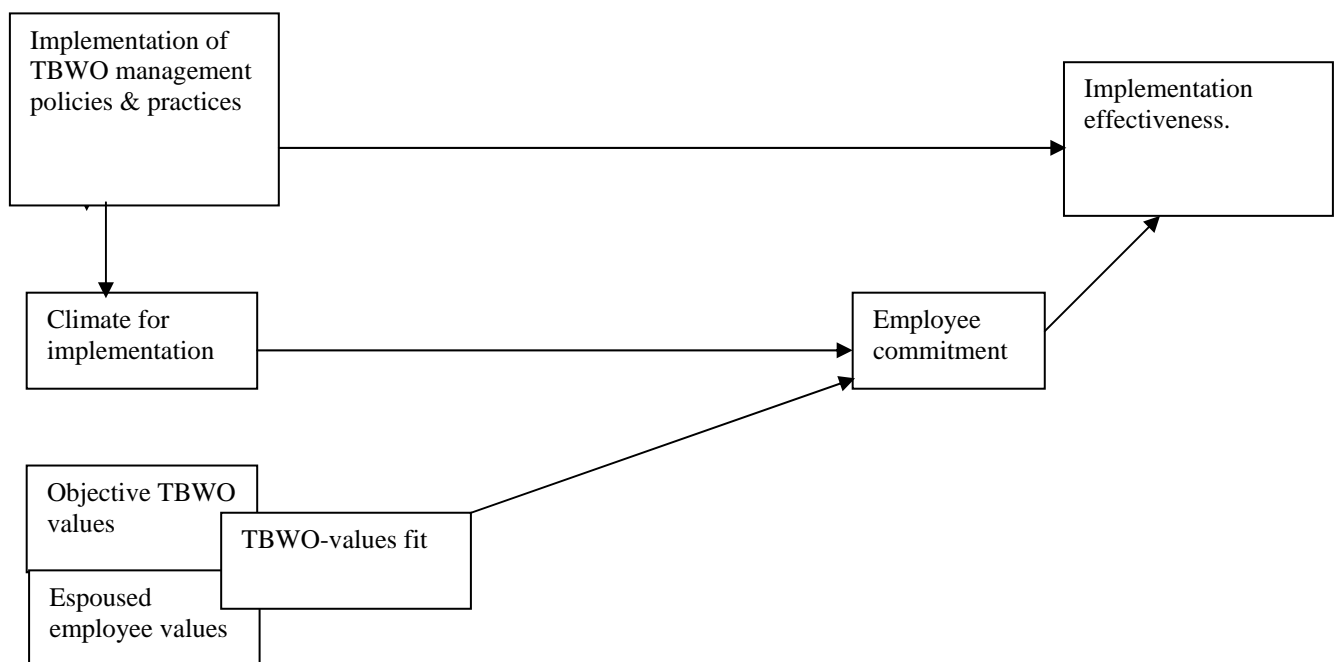 Implementation of
TBWO management
policies & practices
Implementation
effectiveness.
Climate for
implementation
Employee
commitment
Objective TBWO
values
TBWO-values fit
Espoused
employee values